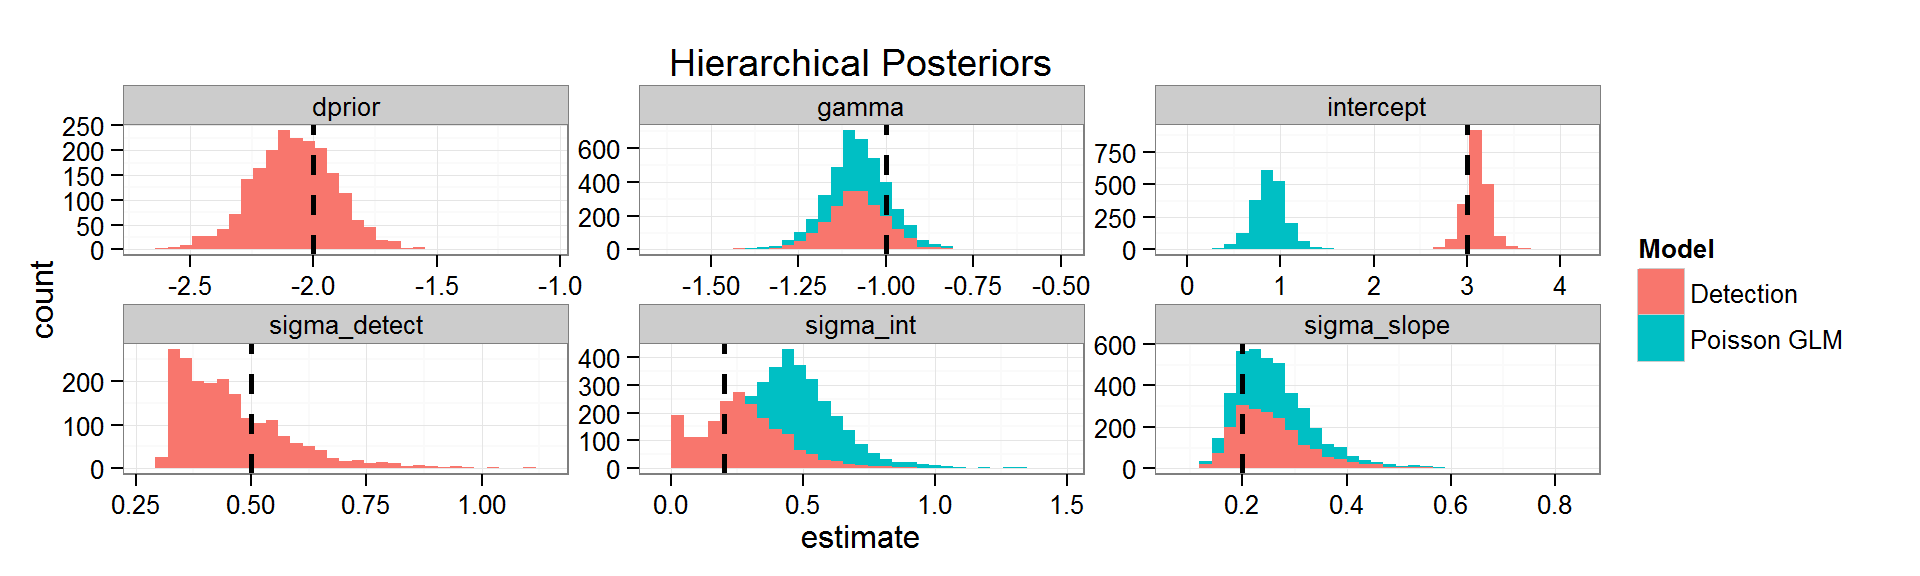 Hierarchical Posteriors
dprior
gamma
intercept
250
200
150
100
50
0
600
400
200
0
750
500
250
0
-2.5 -2.0 -1.5 -1.0
-1.50 -1.25 -1.00 -0.75 -0.50
0 1 2 3 4
sigma_detect
sigma_int
sigma_slope
200
100
0
400
300
200
100
0
600
400
200
0
0.25 0.50 0.75 1.00
0.0 0.5 1.0 1.5
0.2 0.4 0.6 0.8
count
estimate
Model
Detection
Poisson GLM